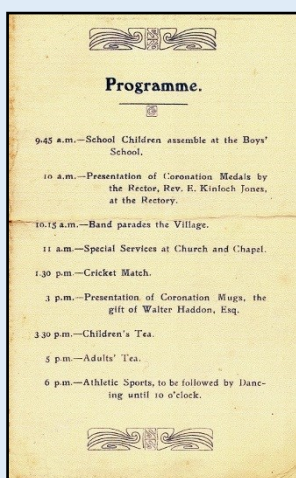 Programme.
9.45 a.m.—School Children assemble at the Boys'
School.
10 a.m.—Presentation of Coronation Medals by
the Rector, Rev. E. Kinloch Jones,
at the Rectory.
10.15 a.m.—Band parades the Village.
11 a.m.—Special Services at Church and Chapel.
1.30 p.m.—Cricket Match.
3 p.m.—Presentation of Coronation Mugs, the
gift of Walter Haddon, Esq.
3 30 p.m.—Children's Tea.
5 p.m.—Adults' Tea.
6 p.m.—Athletic Sports, to be followed by Danc-
ing until 10 o'clock.